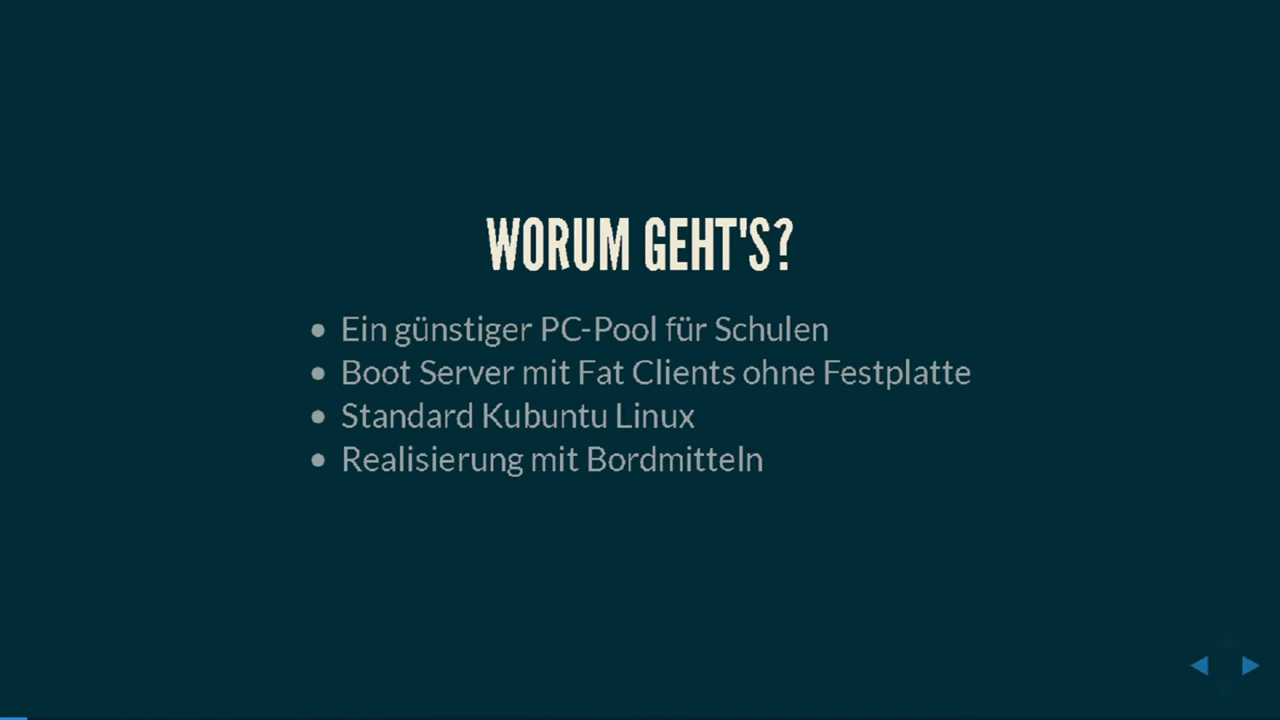 WORUM GEHT'S?
• Ein günstiger PC-Pool für Schulen
• Boot Server mit Fat Clients ohne Festplatte
• Standard Kubuntu Linux
• Realisierung mit Bordmitteln